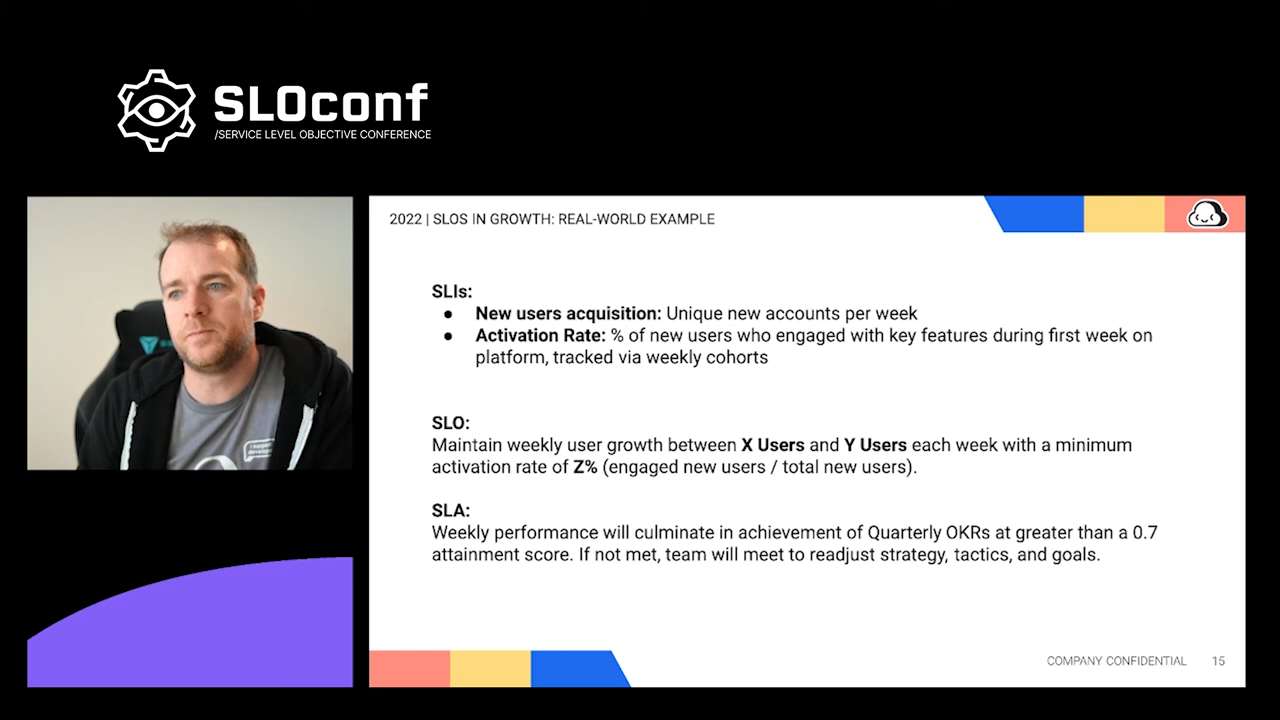 SLOconf
/SERVICE LEVEL OBJECTIVE CONFERENCE
2022 | SLOS IN GROWTH: REAL-WORLD EXAMPLE
SLIs:
● New users acquisition: Unique new accounts per week
● Activation Rate: % of new users who engaged with key features during first week on
platform, tracked via weekly cohorts
SLO:
Maintain weekly user growth between X Users and Y Users each week with a minimum
activation rate of Z% (engaged new users / total new users).
SLA:
Weekly performance will culminate in achievement of Quarterly OKRs at greater than a 0.7
attainment score. If not met, team will meet to readjust strategy, tactics, and goals.
COMPANY CONFIDENTIAL 15